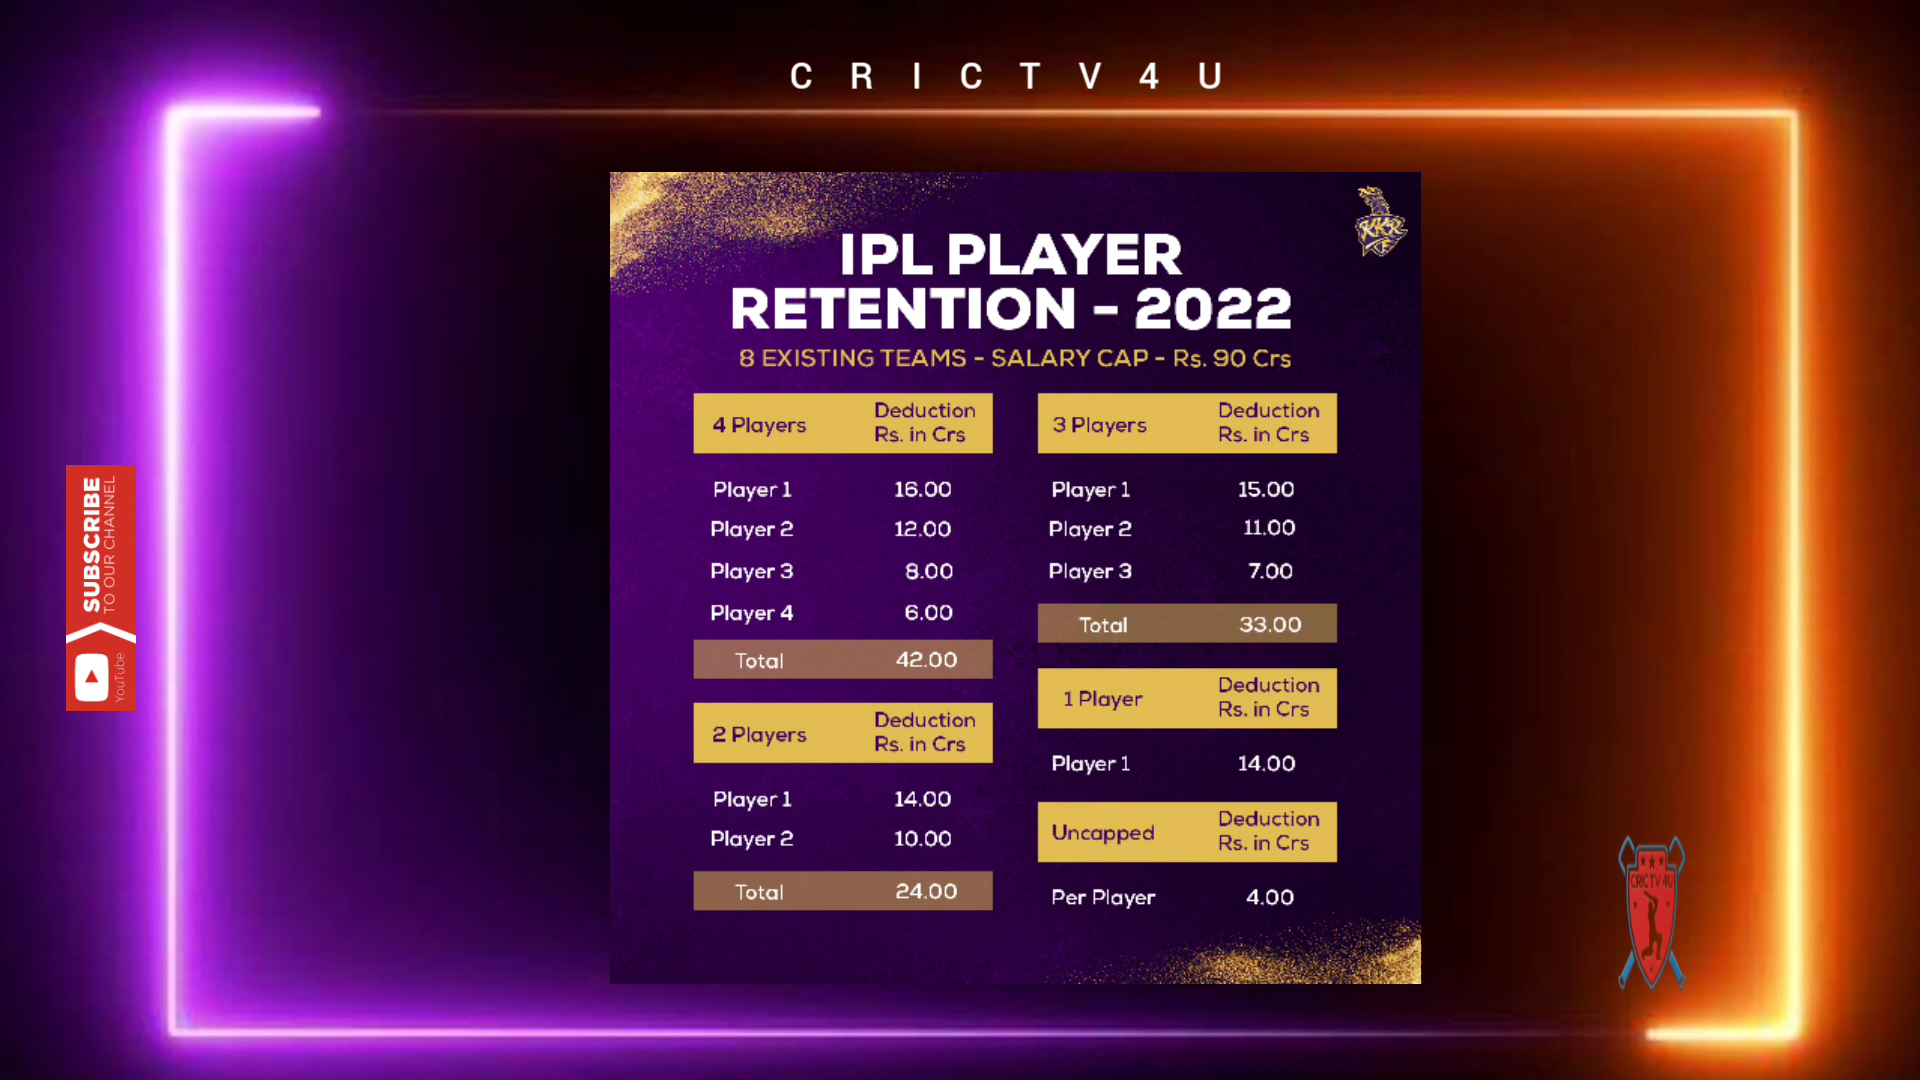 CRICTV4U
KKR
IPL PLAYER
RETENTION - 2022
8 EXISTING TEAMS - SALARY CAP - Rs. 90 Crs
4 Players Deduction
Rs. in Crs
Player 1 16.00
Player 2 12.00
Player 3 8.00
Player 4 6.00
Total 42.00
2 Players Deduction
Rs. in Crs
Player 1 14.00
Player 2 10.00
Total 24.00
3 Players Deduction
Rs. in Crs
Player 1 15.00
Player 2 11.00
Player 3 7.00
Total 33.00
1 Player Deduction
Rs. in Crs
Player 1 14.00
Uncapped Deduction
Rs. in Crs
Per Player 4.00
SUBSCRIBE
TO OUR CHANNEL
YouTube
CRIC TV 4U